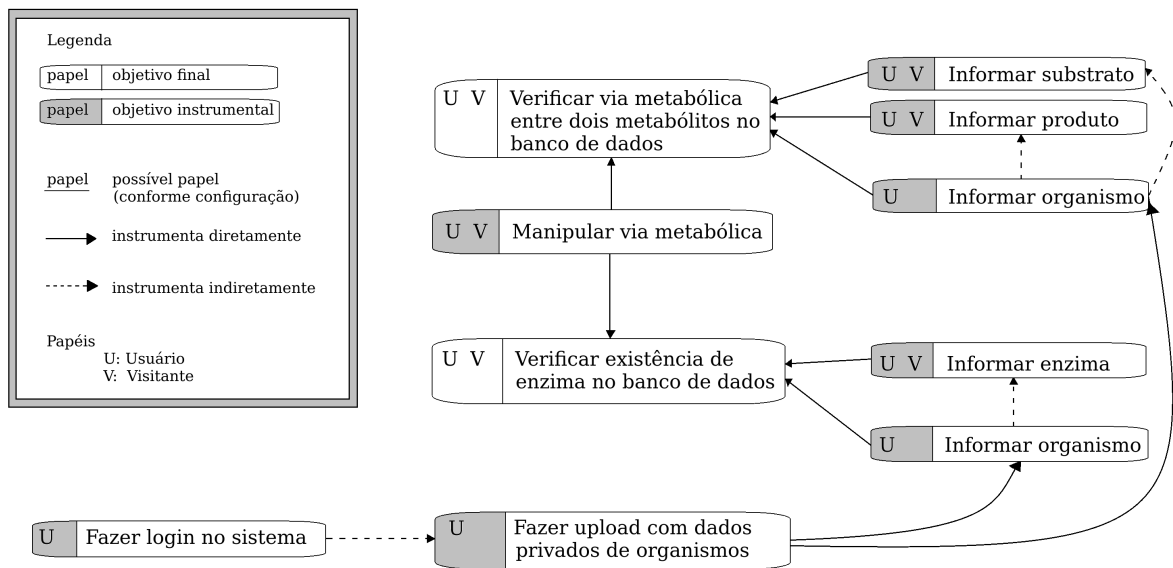 Legenda
papel objetivo final
papel objetivo instrumental
papel possível papel
(conforme configuração)
instrumenta diretamente
instrumenta indiretamente
Papéis
U: Usuário
V: Visitante
U V Verificar via metabólica
entre dois metabólitos no
banco de dados
U V Informar substrato
U V Informar produto
U Informar organismo
U V Manipular via metabólica
U V Verificar existência de
enzima no banco de dados
U V Informar enzima
U Informar organismo
U Fazer login no sistema
U Fazer upload com dados
privados de organismos